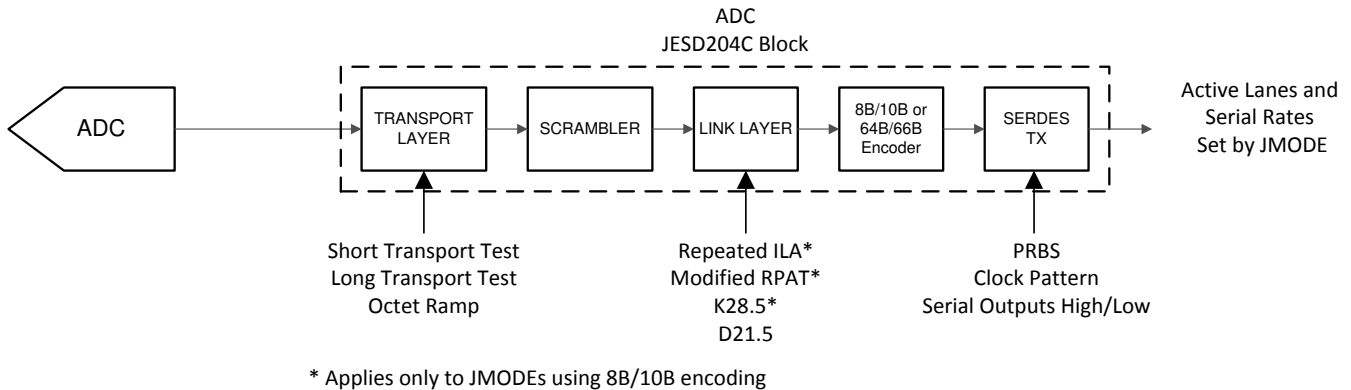 ADC
JESD204C Block
ADC
TRANSPORT
LAYER
SCRAMBLER
LINK LAYER
8B/10B or
64B/66B
Encoder
SERDES
TX
Active Lanes and
Serial Rates
Set by JMODE
Short Transport Test
Long Transport Test
Octet Ramp
Repeated ILA*
Modified RPAT*
K28.5*
D21.5
PRBS
Clock Pattern
Serial Outputs High/Low
* Applies only to JMODEs using 8B/10B encoding